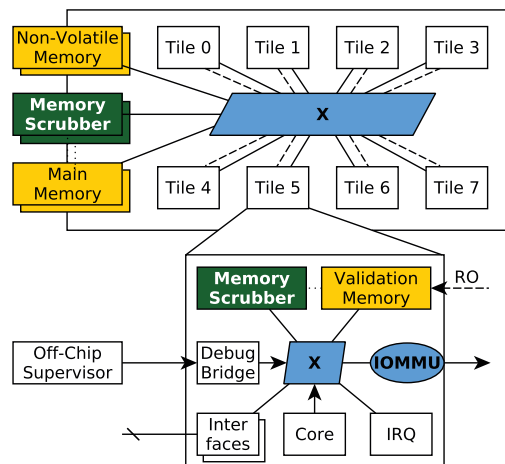 Non-Volatile
Memory
Tile 0
Tile 1
Tile 2
Tile 3
Memory
Scrubber
X
Main
Memory
Tile 4
Tile 5
Tile 6
Tile 7
Memory
Scrubber
Validation
Memory
RO
Off-Chip
Supervisor
Debug
Bridge
X
IOMMU
Inter
faces
Core
IRQ